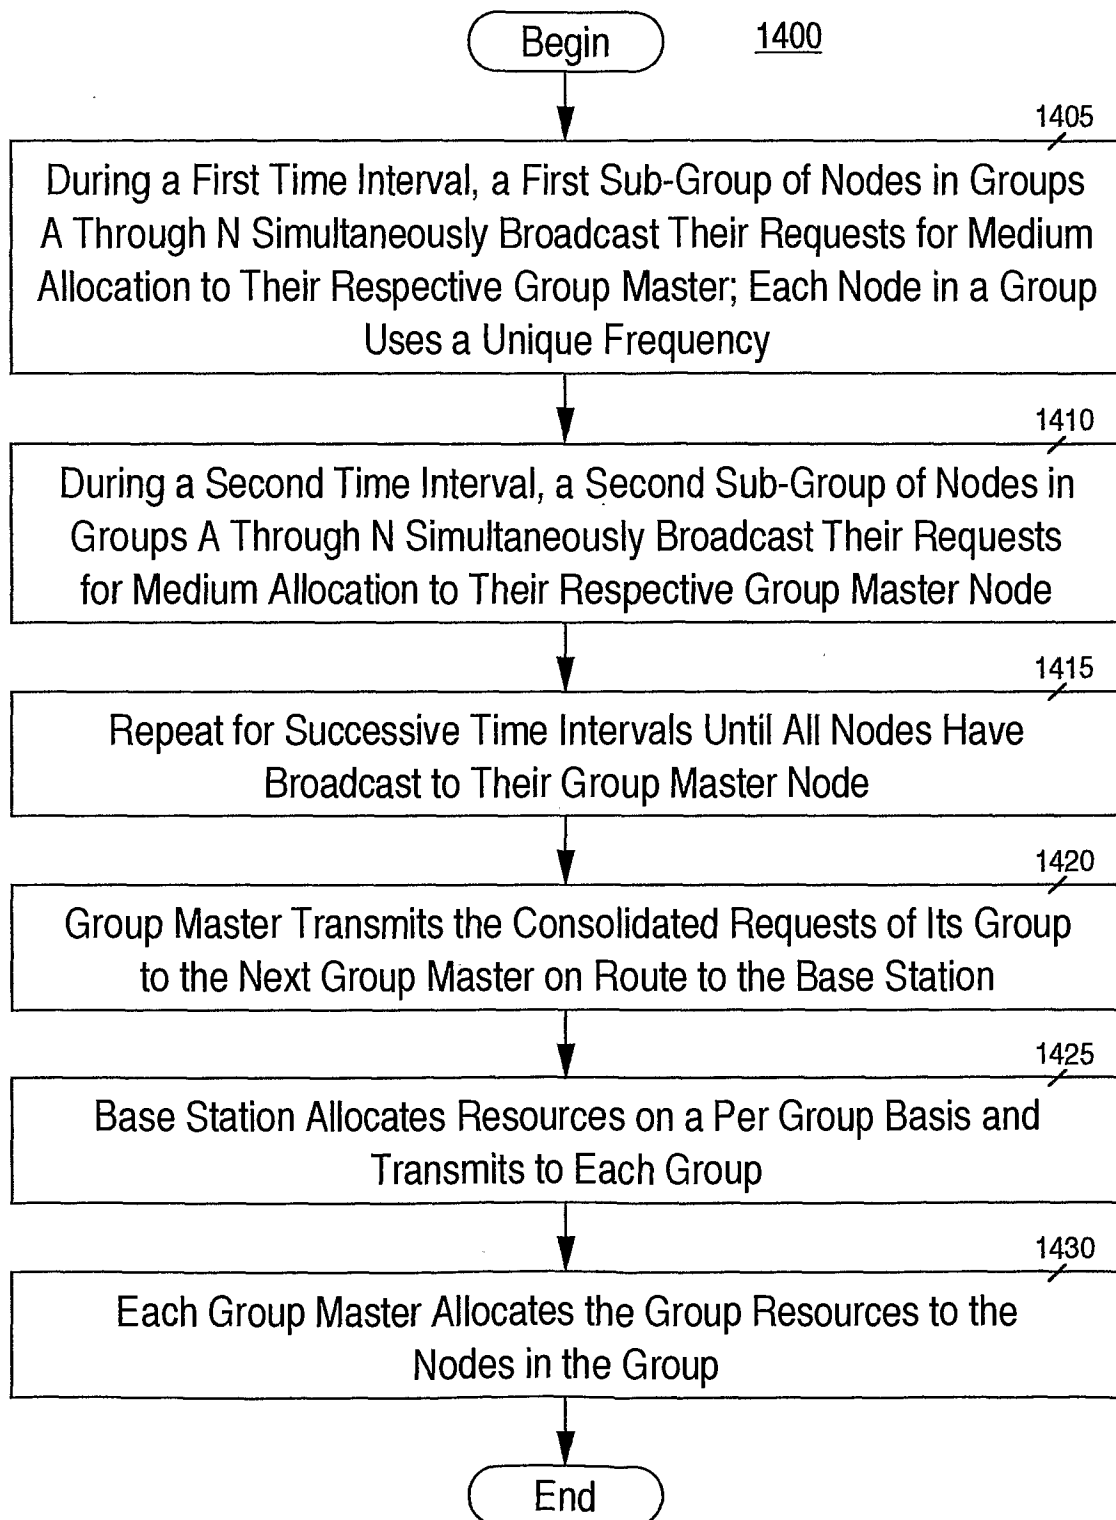 Begin
1400
1405
During a First Time Interval, a First Sub-Group of Nodes in Groups
A Through N Simultaneously Broadcast Their Requests for Medium
Allocation to Their Respective Group Master; Each Node in a Group
Uses a Unique Frequency
1410
During a Second Time Interval, a Second Sub-Group of Nodes in
Groups A Through N Simultaneously Broadcast Their Requests
for Medium Allocation to Their Respective Group Master Node
1415
Repeat for Successive Time Intervals Until All Nodes Have
Broadcast to Their Group Master Node
1420
Group Master Transmits the Consolidated Requests of Its Group
to the Next Group Master on Route to the Base Station
1425
Base Station Allocates Resources on a Per Group Basis and
Transmits to Each Group
1430
Each Group Master Allocates the Group Resources to the
Nodes in the Group
End